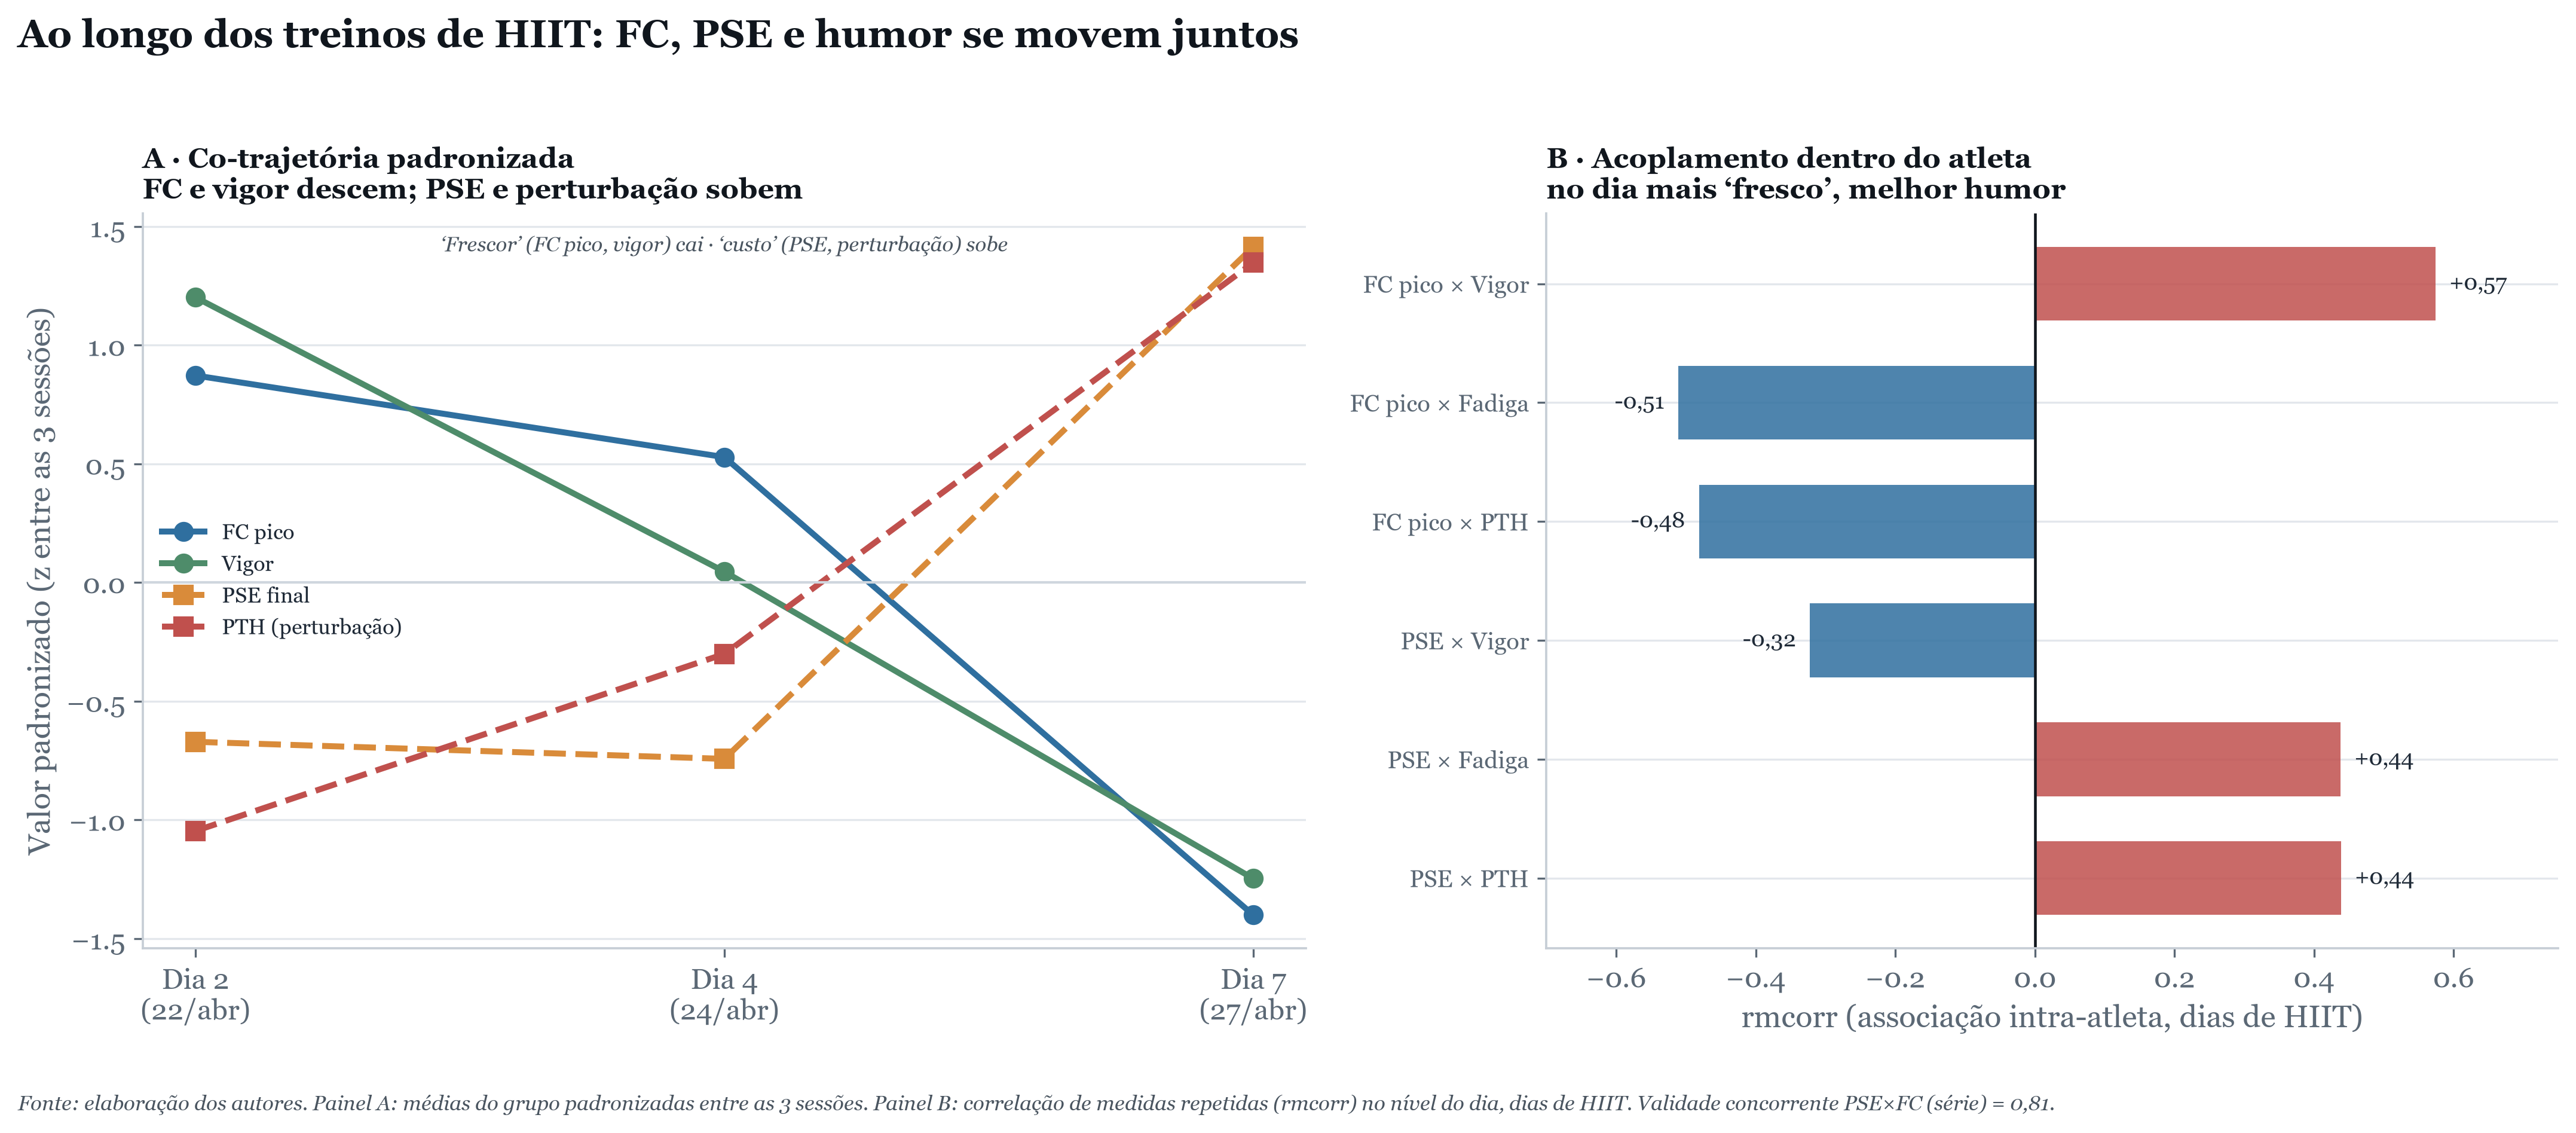 Ao longo dos treinos de HIIT: FC, PSE e humor se movem juntos
A · Co-trajetória padronizada
FC e vigor descem; PSE e perturbação sobem
‘Frescor’ (FC pico, vigor) cai · ‘custo’ (PSE, perturbação) sobe
Valor padronizado (z entre as 3 sessões)
1.5
1.0
0.5
0.0
−0.5
−1.0
−1.5
FC pico
Vigor
PSE final
PTH (perturbação)
Dia 2
(22/abr)
Dia 4
(24/abr)
Dia 7
(27/abr)
B · Acoplamento dentro do atleta
no dia mais ‘fresco’, melhor humor
FC pico × Vigor
+0,57
FC pico × Fadiga
-0,51
FC pico × PTH
-0,48
PSE × Vigor
-0,32
PSE × Fadiga
+0,44
PSE × PTH
+0,44
−0.6
−0.4
−0.2
0.0
0.2
0.4
0.6
rmcorr (associação intra-atleta, dias de HIIT)
Fonte: elaboração dos autores. Painel A: médias do grupo padronizadas entre as 3 sessões. Painel B: correlação de medidas repetidas (rmcorr) no nível do dia, dias de HIIT. Validade concorrente PSE×FC (série) = 0,81.